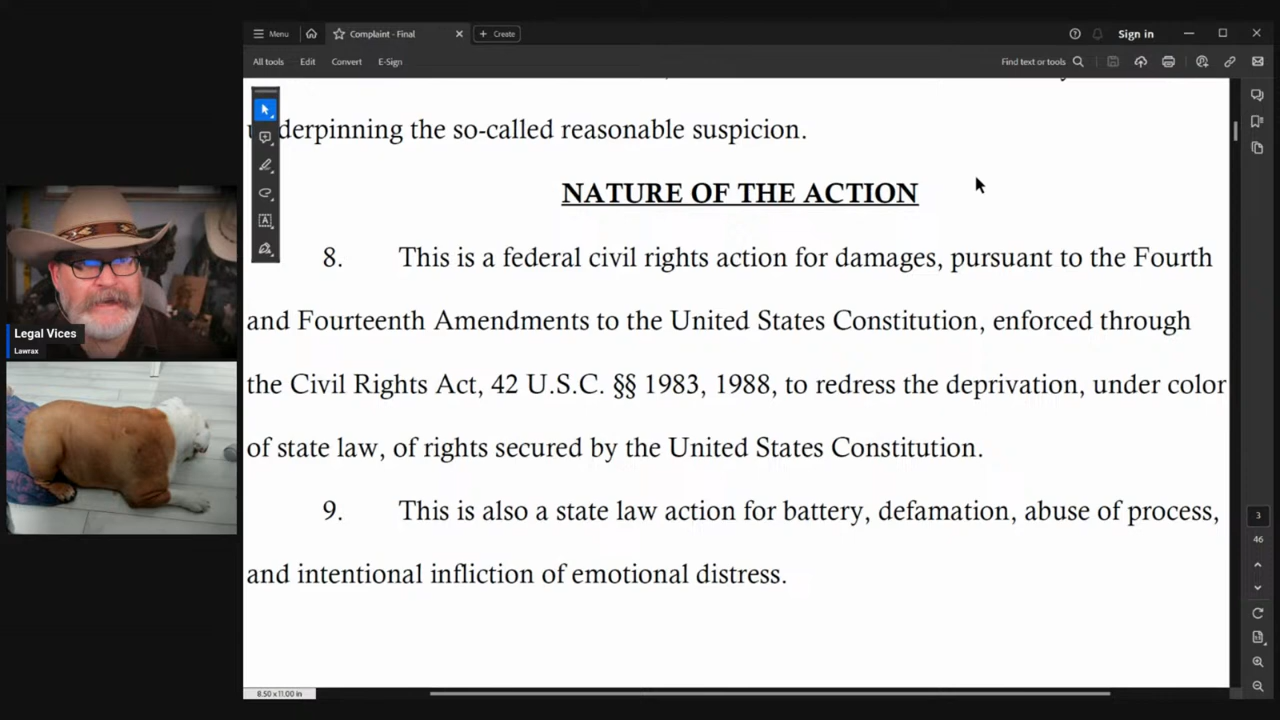 Menu
Complaint - Final
Create
Sign in
All tools
Edit
Convert
E-Sign
Find text or tools
underpinning the so-called reasonable suspicion.
NATURE OF THE ACTION
8. This is a federal civil rights action for damages, pursuant to the Fourth
and Fourteenth Amendments to the United States Constitution, enforced through
the Civil Rights Act, 42 U.S.C. §§ 1983, 1988, to redress the deprivation, under color
of state law, of rights secured by the United States Constitution.
9. This is also a state law action for battery, defamation, abuse of process,
and intentional infliction of emotional distress.
Legal Vices
Lawrax
3
46
8.50 x 11.00 in